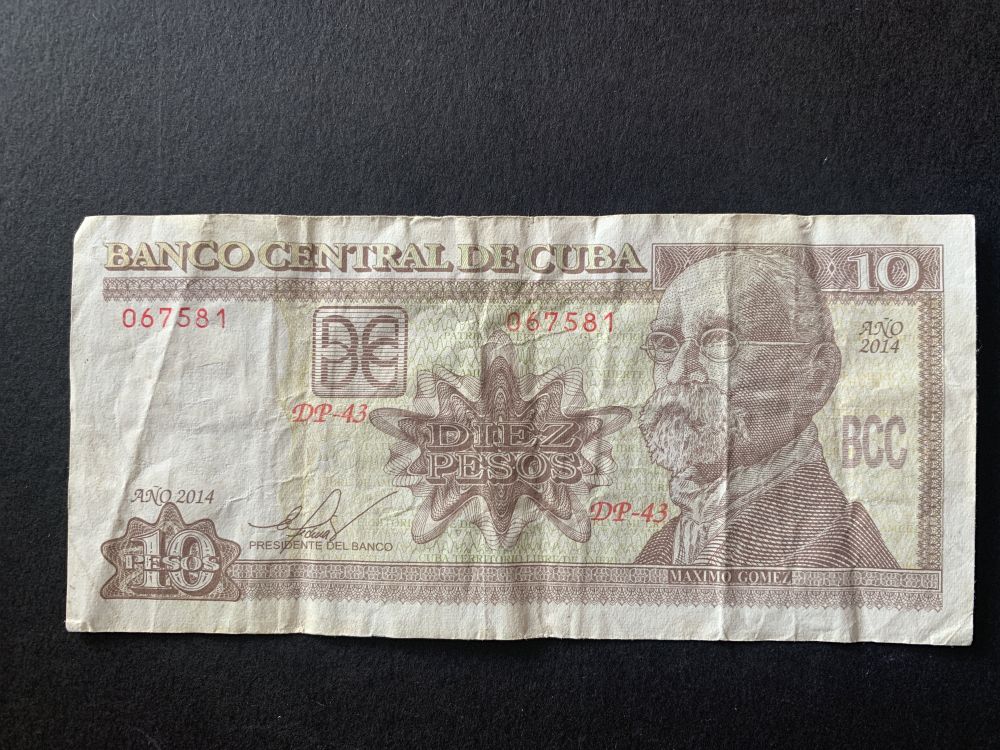 BANCO CENTRAL DE CUBA
10
067581
067581
AÑO
2014
DP-43
DIEZ
PESOS
BCC
AÑO 2014
DP-43
PRESIDENTE DEL BANCO
10
PESOS
MAXIMO GOMEZ